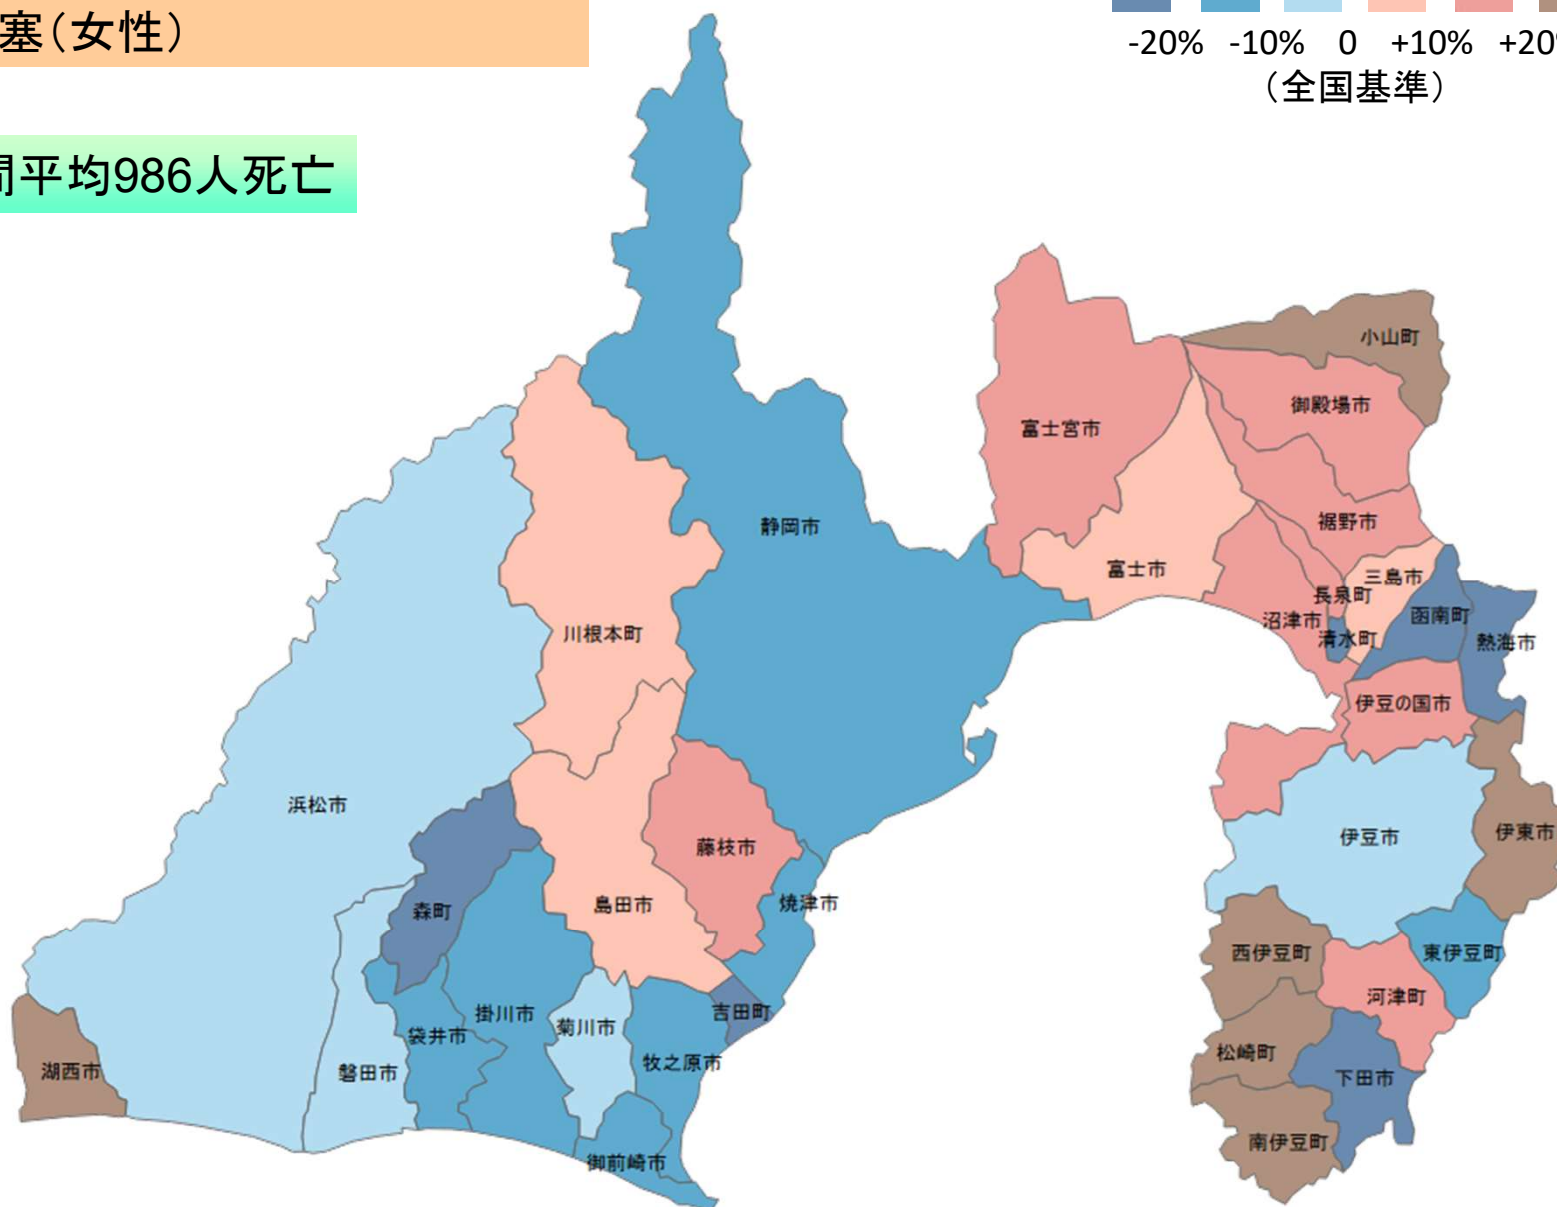 塞（女性）
-20% -10% 0 +10% +20%
（全国基準）
間平均986人死亡
小山町
御殿場市
富士宮市
裾野市
静岡市
富士市
三島市
長泉町
函南町
沼津市
清水町
熱海市
川根本町
伊豆の国市
浜松市
伊豆市
伊東市
藤枝市
焼津市
島田市
森町
西伊豆町
東伊豆町
河津町
吉田町
掛川市
菊川市
袋井市
牧之原市
松崎町
湖西市
磐田市
下田市
南伊豆町
御前崎市